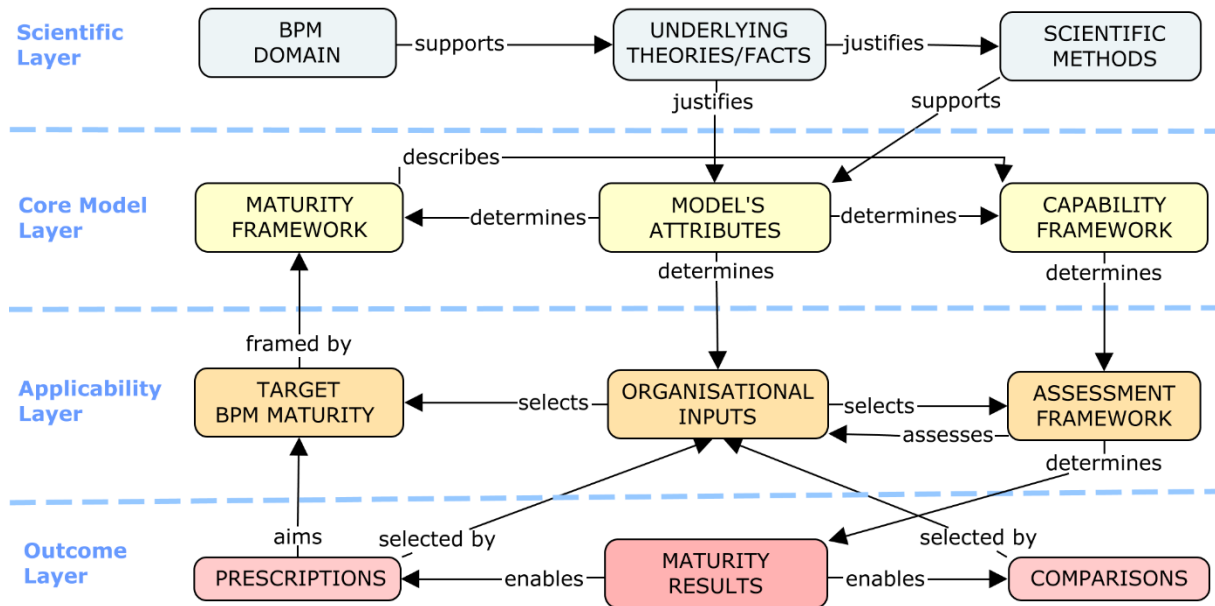 Scientific
Layer
BPM
DOMAIN
supports
UNDERLYING
THEORIES/FACTS
justifies
SCIENTIFIC
METHODS
justifies
supports
describes
Core Model
Layer
MATURITY
FRAMEWORK
determines
MODEL'S
ATTRIBUTES
determines
CAPABILITY
FRAMEWORK
determines
determines
framed by
Applicability
Layer
TARGET
BPM MATURITY
selects
ORGANISATIONAL
INPUTS
selects
assesses
ASSESSMENT
FRAMEWORK
determines
aims
selected by
selected by
Outcome
Layer
PRESCRIPTIONS
enables
MATURITY
RESULTS
enables
COMPARISONS